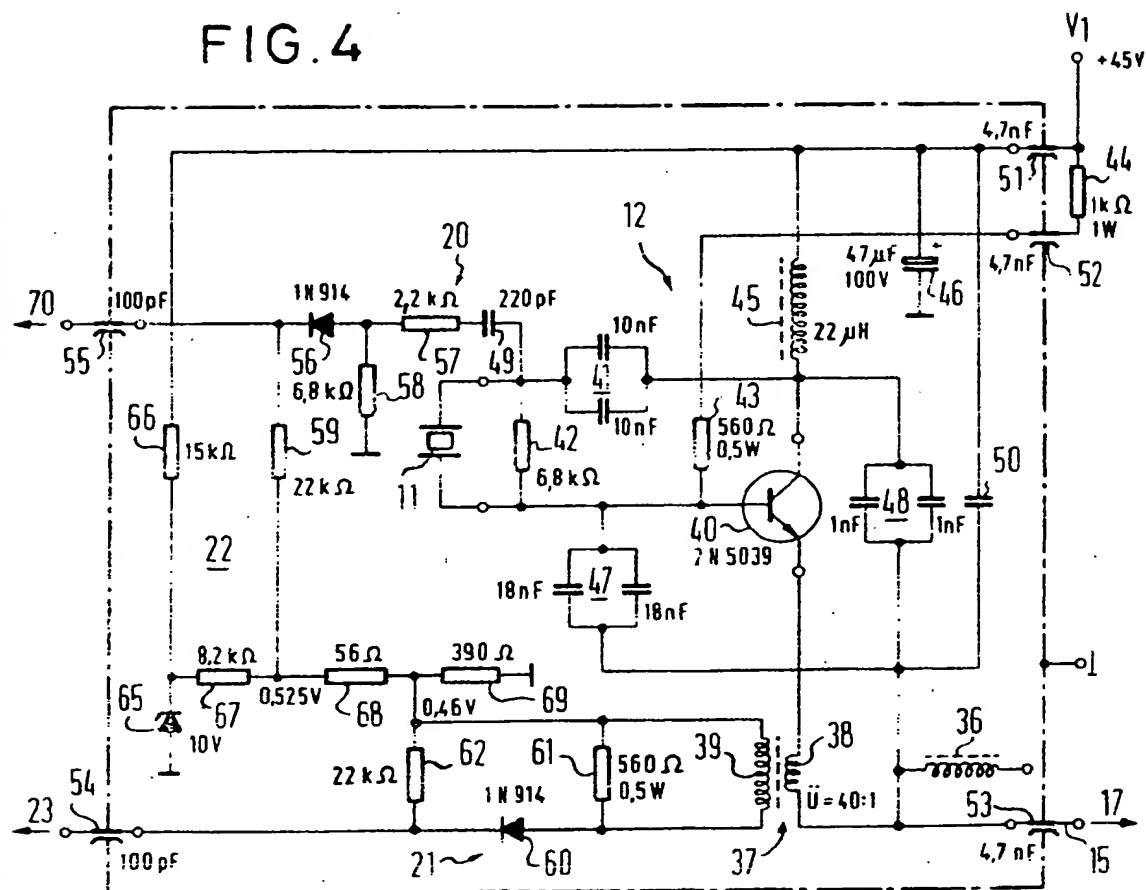 FIG.4
V1
+45V
4,7nF
51
44
1kΩ
1W
12
20
47µF
100V
46
4,7nF
52
70
100pF
1N914
2,2kΩ
220pF
45
55
56
57
49
10nF
22µH
6,8kΩ
58
41
43
66
59
10nF
560Ω
0,5W
15kΩ
42
50
22kΩ
11
6,8kΩ
48
1nF
1nF
40
2N5039
22
47
18nF
18nF
8,2kΩ
56Ω
390Ω
65
67
0,525V
68
0,46V
69
10V
36
62
61
39
38
54
22kΩ
560Ω
0,5W
23
1N914
Ü=40:1
53
17
100pF
21
60
37
4,7nF
15